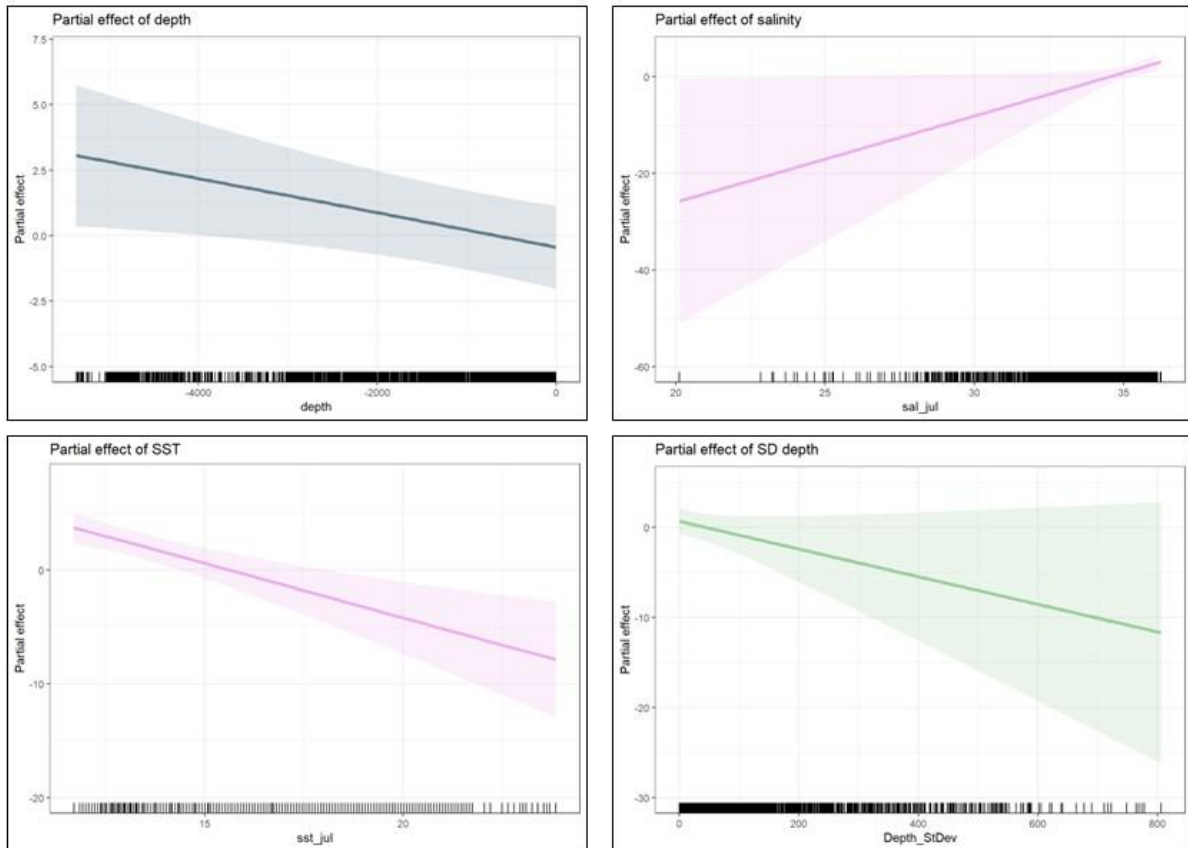 Partial effect of depth
7.5
5.0
2.5
0.0
-2.5
-5.0
Partial effect
-4000
-2000
0
depth
Partial effect of salinity
0
-20
-40
-60
Partial effect
20
25
30
35
sal_jul
Partial effect of SST
0
-10
-20
Partial effect
15
20
sst_jul
Partial effect of SD depth
0
-10
-20
-30
Partial effect
0
200
400
600
800
Depth_StDev